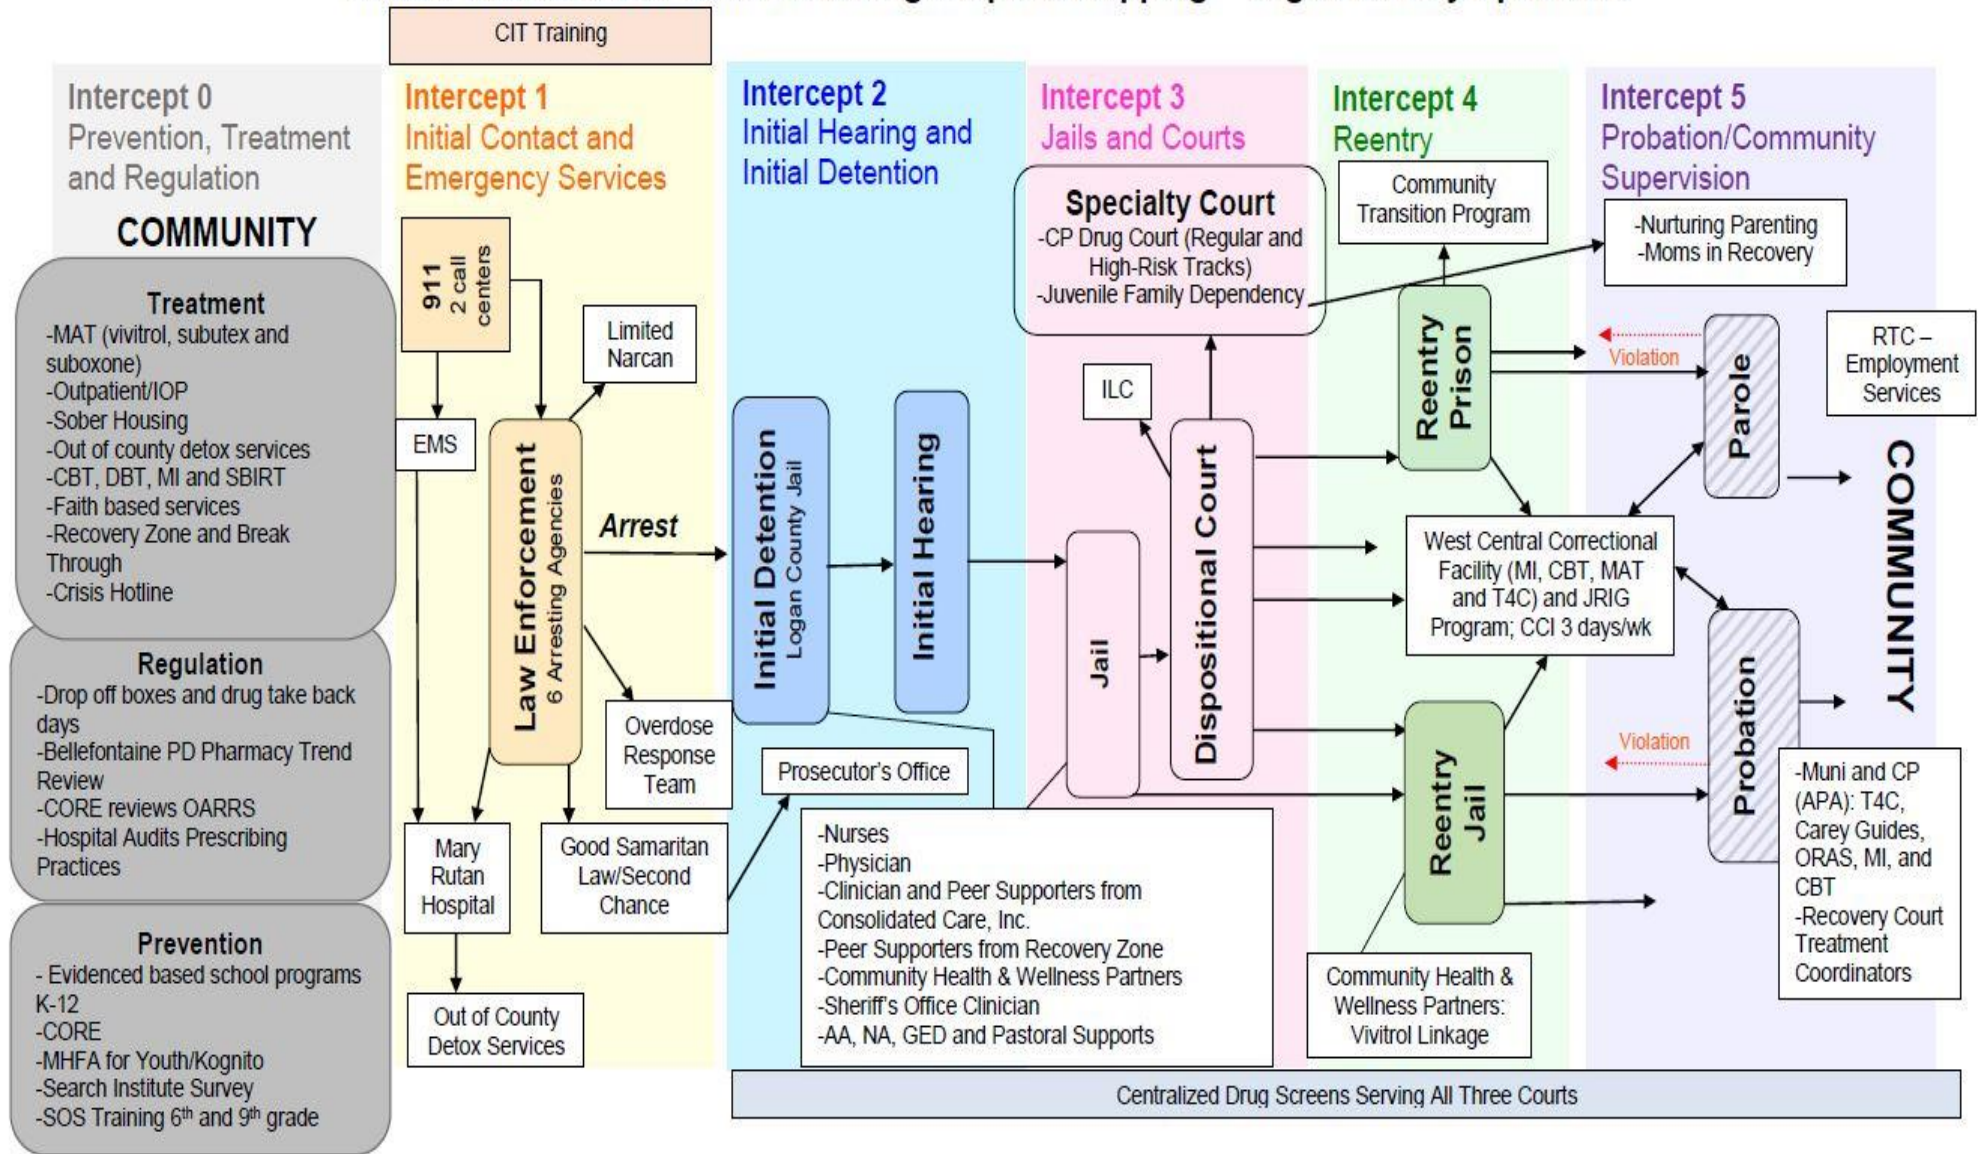 CIT Training
Intercept 0
Prevention, Treatment
and Regulation
COMMUNITY
Treatment
-MAT (vivitrol, subutex and
suboxone)
-Outpatient/IOP
-Sober Housing
-Out of county detox services
-CBT, DBT, MI and SBIRT
-Faith based services
-Recovery Zone and Break
Through
-Crisis Hotline
Regulation
-Drop off boxes and drug take back
days
-Bellefontaine PD Pharmacy Trend
Review
-CORE reviews OARRS
-Hospital Audits Prescribing
Practices
Prevention
- Evidenced based school programs
K-12
-CORE
-MHFA for Youth/Kognito
-Search Institute Survey
-SOS Training 6th and 9th grade
Intercept 1
Initial Contact and
Emergency Services
911
2 call
centers
Limited
Narcan
EMS
Law Enforcement
6 Arresting Agencies
Arrest
Overdose
Response
Team
Mary
Rutan
Hospital
Good Samaritan
Law/Second
Chance
Out of County
Detox Services
Intercept 2
Initial Hearing and
Initial Detention
Initial Detention
Logan County Jail
Initial Hearing
Prosecutor's Office
-Nurses
-Physician
-Clinician and Peer Supporters from
Consolidated Care, Inc.
-Peer Supporters from Recovery Zone
-Community Health & Wellness Partners
-Sheriff's Office Clinician
-AA, NA, GED and Pastoral Supports
Intercept 3
Jails and Courts
Specialty Court
-CP Drug Court (Regular and
High-Risk Tracks)
-Juvenile Family Dependency
ILC
Jail
Dispositional Court
Intercept 4
Reentry
Community
Transition Program
Reentry
Prison
West Central Correctional
Facility (MI, CBT, MAT
and T4C) and JRIG
Program; CCI 3 days/wk
Reentry
Jail
Community Health &
Wellness Partners:
Vivitrol Linkage
Intercept 5
Probation/Community
Supervision
-Nurturing Parenting
-Moms in Recovery
Violation
Parole
RTC –
Employment
Services
COMMUNITY
Violation
Probation
-Muni and CP
(APA): T4C,
Carey Guides,
ORAS, MI, and
CBT
-Recovery Court
Treatment
Coordinators
Centralized Drug Screens Serving All Three Courts